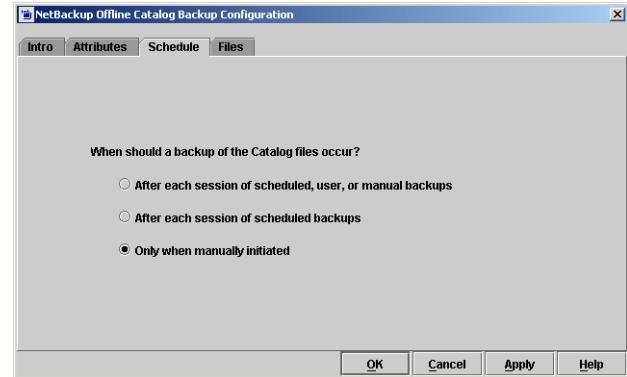 NetBackup Offline Catalog Backup Configuration
Intro Attributes Schedule Files
When should a backup of the Catalog files occur?
After each session of scheduled, user, or manual backups
After each session of scheduled backups
Only when manually initiated
OK Cancel Apply Help